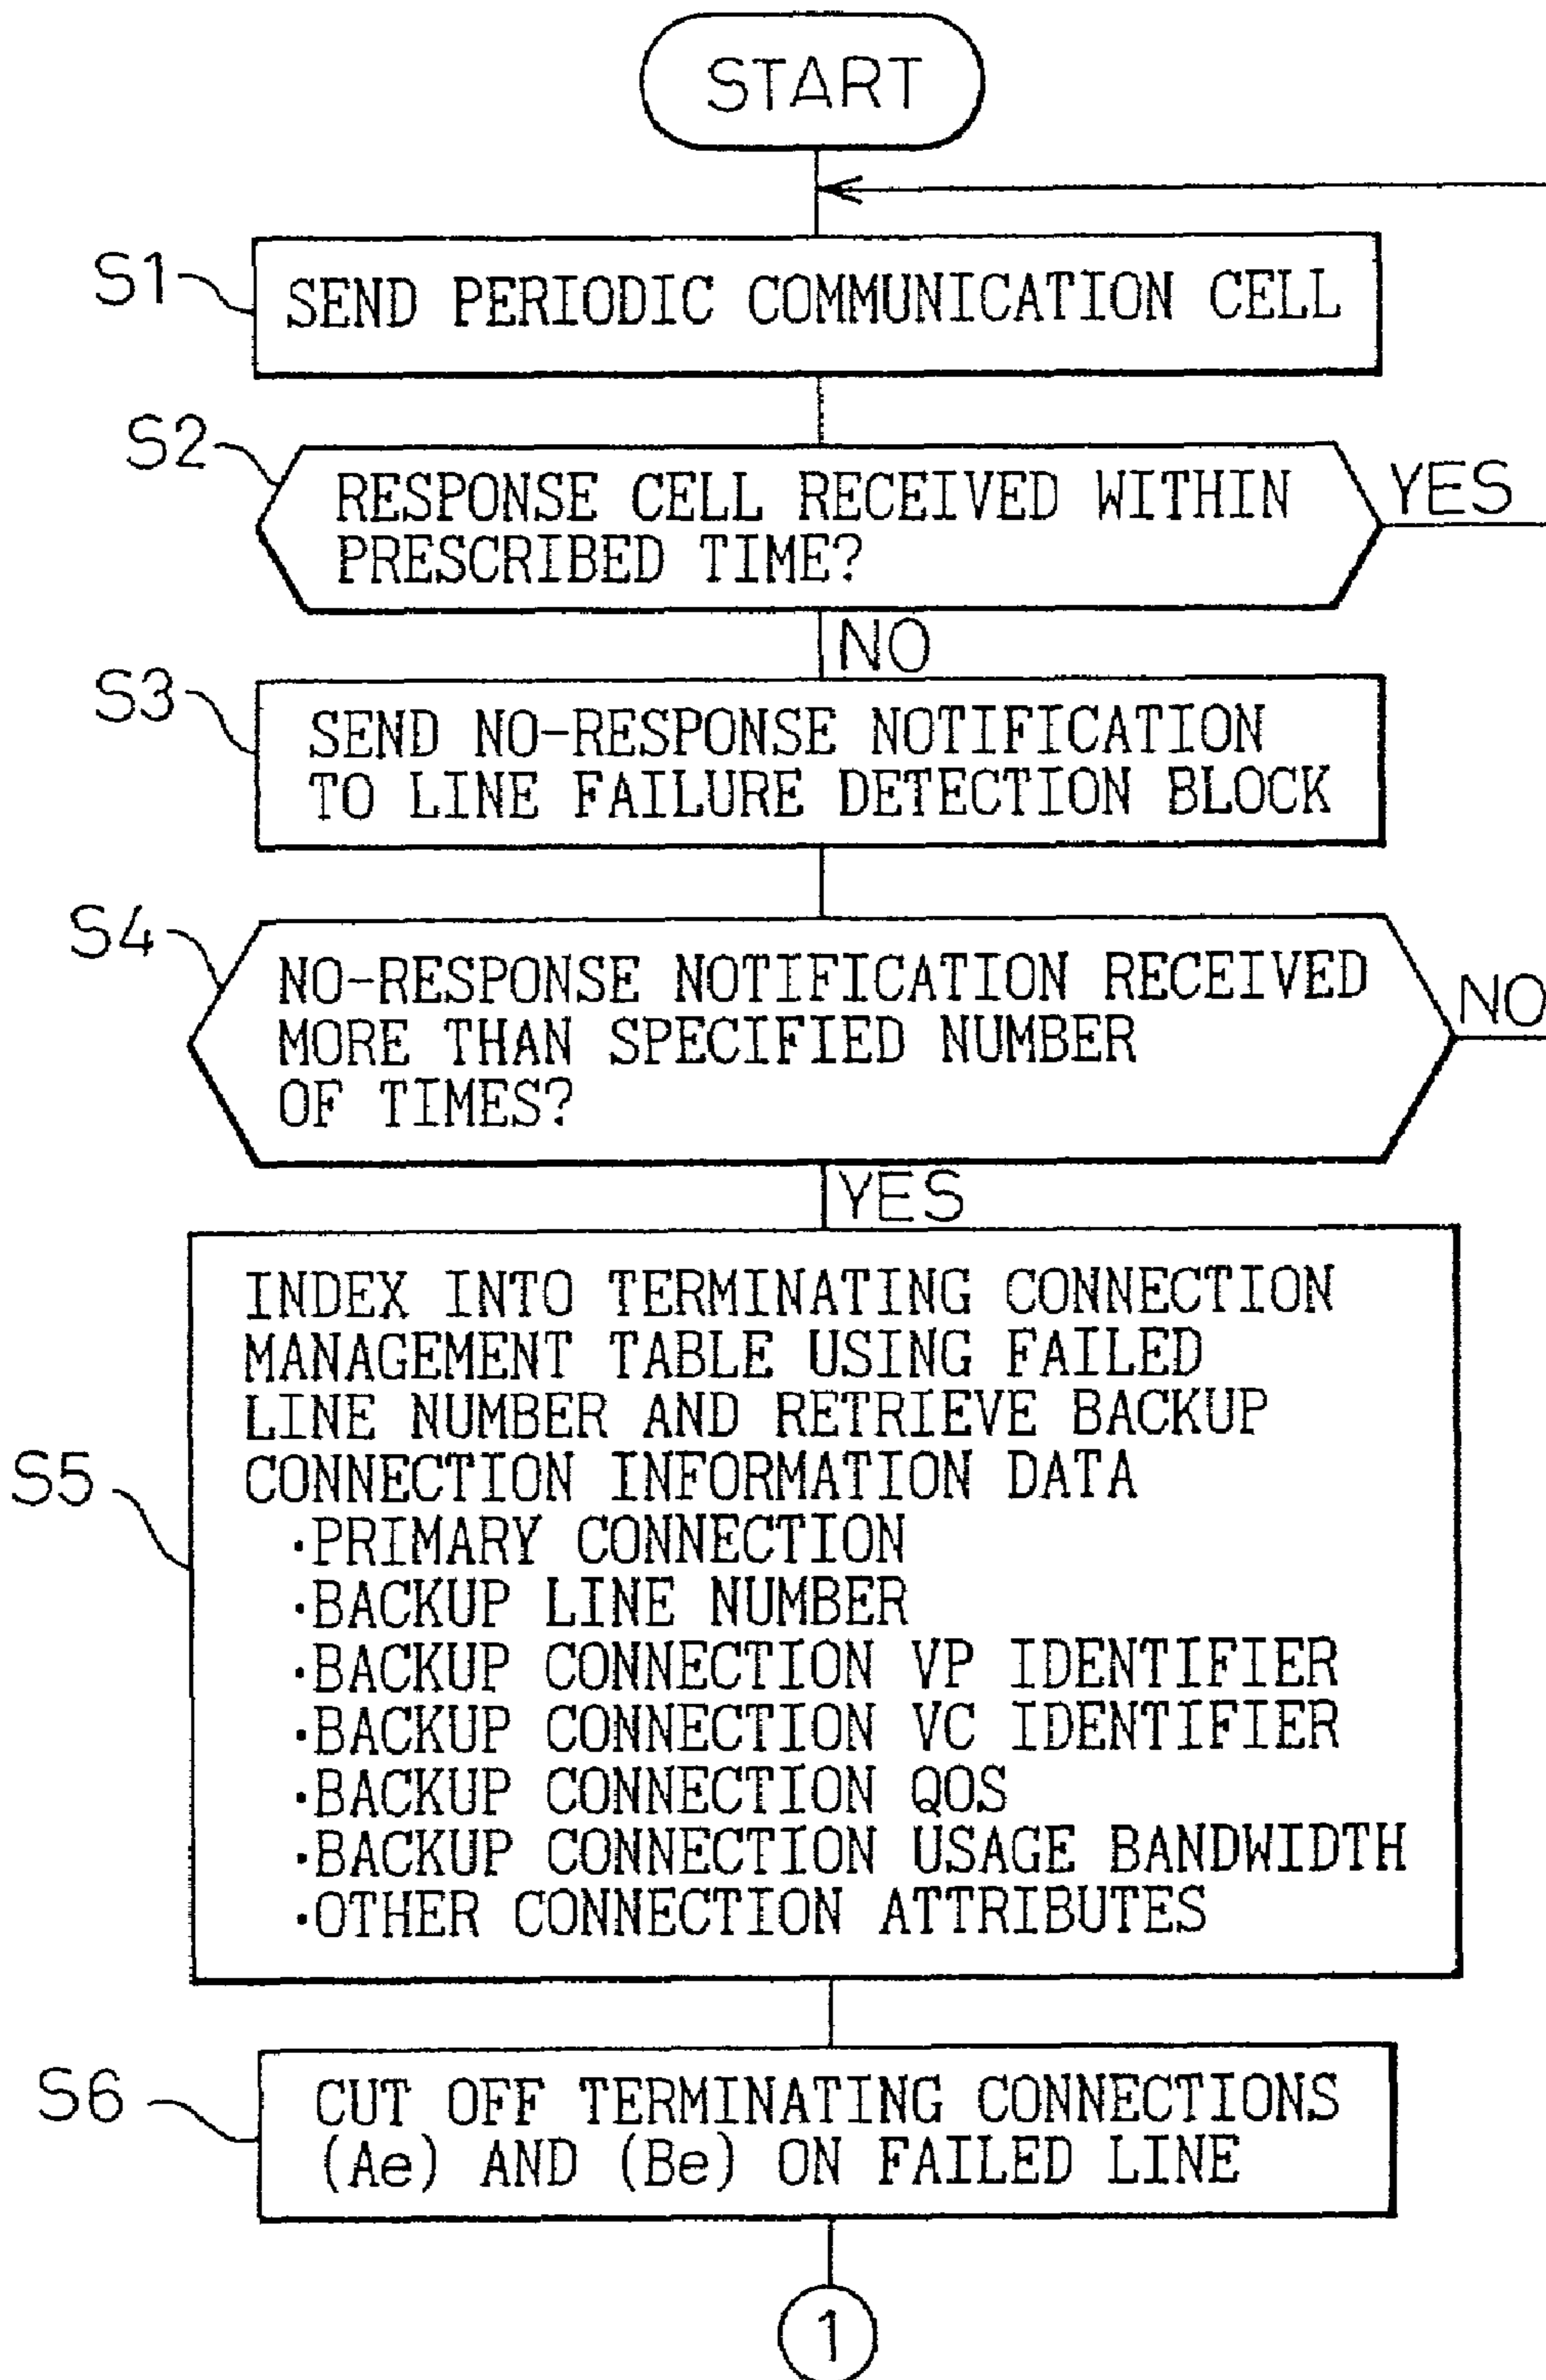 START
S1
SEND PERIODIC COMMUNICATION CELL
S2
RESPONSE CELL RECEIVED WITHIN
PRESCRIBED TIME?
YES
NO
S3
SEND NO-RESPONSE NOTIFICATION
TO LINE FAILURE DETECTION BLOCK
S4
NO-RESPONSE NOTIFICATION RECEIVED
MORE THAN SPECIFIED NUMBER
OF TIMES?
NO
YES
S5
INDEX INTO TERMINATING CONNECTION
MANAGEMENT TABLE USING FAILED
LINE NUMBER AND RETRIEVE BACKUP
CONNECTION INFORMATION DATA
·PRIMARY CONNECTION
·BACKUP LINE NUMBER
·BACKUP CONNECTION VP IDENTIFIER
·BACKUP CONNECTION VC IDENTIFIER
·BACKUP CONNECTION QOS
·BACKUP CONNECTION USAGE BANDWIDTH
·OTHER CONNECTION ATTRIBUTES
S6
CUT OFF TERMINATING CONNECTIONS
(Ae) AND (Be) ON FAILED LINE
1